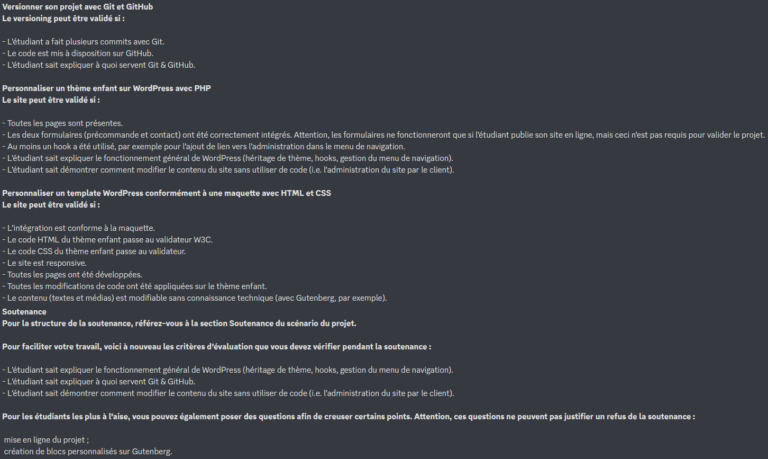 Versionner son projet avec Git et GitHub
Le versioning peut être validé si :
- L'étudiant a fait plusieurs commits avec Git.
- Le code est mis à disposition sur GitHub.
- L'étudiant sait expliquer à quoi servent Git & GitHub.
Personnaliser un thème enfant sur WordPress avec PHP
Le site peut être validé si :
- Toutes les pages sont présentes.
- Les deux formulaires (précommande et contact) ont été correctement intégrés. Attention, les formulaires ne fonctionneront que si l'étudiant publie son site en ligne, mais ceci n'est pas requis pour valider le projet.
- Au moins un hook a été utilisé, par exemple pour l'ajout de lien vers l'administration dans le menu de navigation.
- L'étudiant sait expliquer le fonctionnement général de WordPress (héritage de thème, hooks, gestion du menu de navigation).
- L'étudiant sait démontrer comment modifier le contenu du site sans utiliser de code (i.e. l'administration du site par le client).
Personnaliser un template WordPress conformément à une maquette avec HTML et CSS
Le site peut être validé si :
- L'intégration est conforme à la maquette.
- Le code HTML du thème enfant passe au validateur W3C.
- Le code CSS du thème enfant passe au validateur.
- Le site est responsive.
- Toutes les pages ont été développées.
- Toutes les modifications de code ont été appliquées sur le thème enfant.
- Le contenu (textes et médias) est modifiable sans connaissance technique (avec Gutenberg, par exemple).
Soutenance
Pour la structure de la soutenance, référez-vous à la section Soutenance du scénario du projet.
Pour faciliter votre travail, voici à nouveau les critères d'évaluation que vous devez vérifier pendant la soutenance :
- L'étudiant sait expliquer le fonctionnement général de WordPress (héritage de thème, hooks, gestion du menu de navigation).
- L'étudiant sait expliquer à quoi servent Git & GitHub.
- L'étudiant sait démontrer comment modifier le contenu du site sans utiliser de code (i.e. l'administration du site par le client).
Pour les étudiants les plus à l'aise, vous pouvez également poser des questions afin de creuser certains points. Attention, ces questions ne peuvent pas justifier un refus de la soutenance :
mise en ligne du projet ;
création de blocs personnalisés sur Gutenberg.